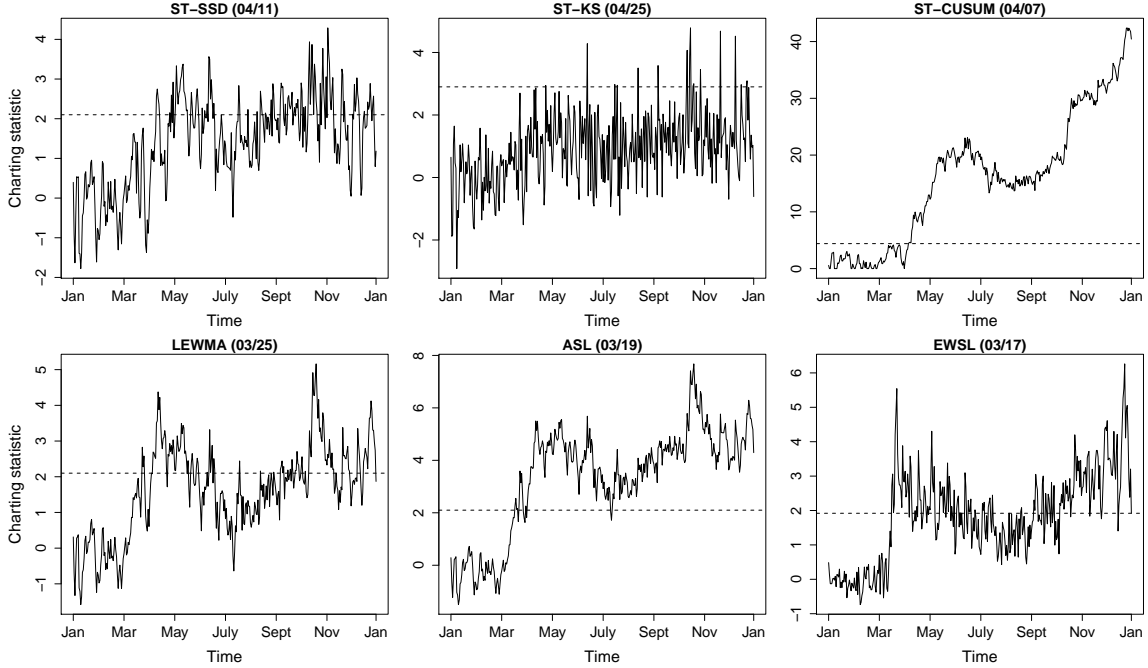 ST−SSD (04/11)
Charting statistic
4
3
2
1
0
−1
−2
Jan Mar May July Sept Nov Jan
Time
ST−KS (04/25)
4
2
0
−2
Jan Mar May July Sept Nov Jan
Time
ST−CUSUM (04/07)
40
30
20
10
0
Jan Mar May July Sept Nov Jan
Time
LEWMA (03/25)
Charting statistic
5
4
3
2
1
0
−1
Jan Mar May July Sept Nov Jan
Time
ASL (03/19)
8
6
4
2
0
Jan Mar May July Sept Nov Jan
Time
EWSL (03/17)
6
5
4
3
2
1
0
−1
Jan Mar May July Sept Nov Jan
Time